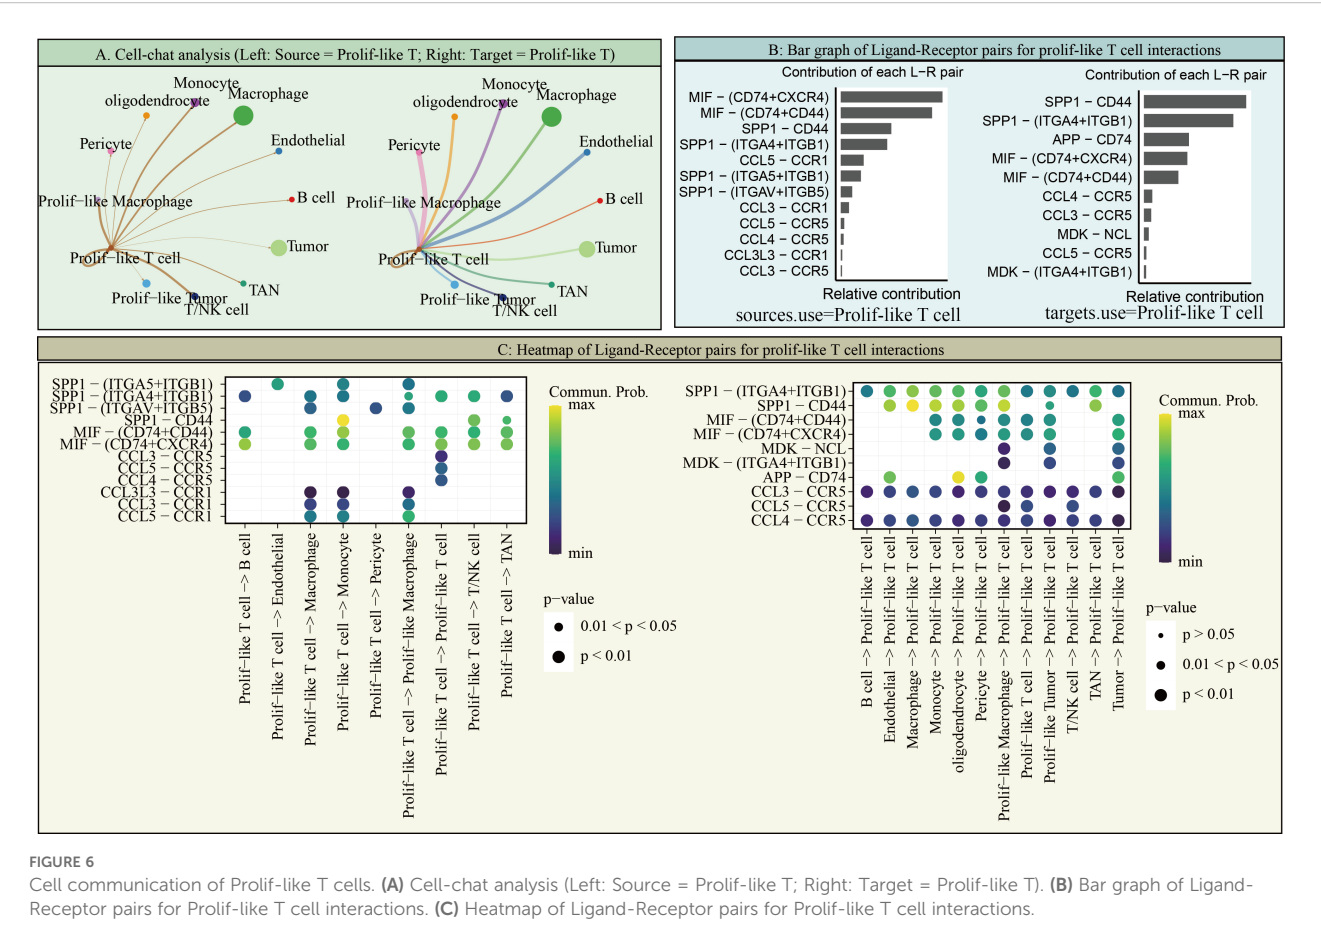 A. Cell-chat analysis (Left: Source = Prolif-like T; Right: Target = Prolif-like T)
Monocyte
oligodendrocyte
Macrophage
Pericyte
Endothelial
Prolif−like Macrophage
B cell
Tumor
Prolif−like T cell
TAN
Prolif−like Tumor
T/NK cell
Monocyte
oligodendrocyte
Macrophage
Pericyte
Endothelial
Prolif−like Macrophage
B cell
Tumor
Prolif−like T cell
TAN
Prolif−like Tumor
T/NK cell
B: Bar graph of Ligand-Receptor pairs for prolif-like T cell interactions
Contribution of each L−R pair
MIF − (CD74+CXCR4)
MIF − (CD74+CD44)
SPP1 − CD44
SPP1 − (ITGA4+ITGB1)
CCL5 − CCR1
SPP1 − (ITGA5+ITGB1)
SPP1 − (ITGAV+ITGB5)
CCL3 − CCR1
CCL5 − CCR5
CCL4 − CCR5
CCL3L3 − CCR1
CCL3 − CCR5
Relative contribution
sources.use=Prolif-like T cell
Contribution of each L−R pair
SPP1 − CD44
SPP1 − (ITGA4+ITGB1)
APP − CD74
MIF − (CD74+CXCR4)
MIF − (CD74+CD44)
CCL4 − CCR5
CCL3 − CCR5
MDK − NCL
CCL5 − CCR5
MDK − (ITGA4+ITGB1)
Relative contribution
targets.use=Prolif-like T cell
C: Heatmap of Ligand-Receptor pairs for prolif-like T cell interactions
SPP1 − (ITGA5+ITGB1)
SPP1 − (ITGA4+ITGB1)
SPP1 − (ITGAV+ITGB5)
SPP1 − CD44
MIF − (CD74+CD44)
MIF − (CD74+CXCR4)
CCL3 − CCR5
CCL5 − CCR5
CCL4 − CCR5
CCL3L3 − CCR1
CCL3 − CCR1
CCL5 − CCR1
Prolif−like T cell −> B cell
Prolif−like T cell −> Endothelial
Prolif−like T cell −> Macrophage
Prolif−like T cell −> Monocyte
Prolif−like T cell −> Pericyte
Prolif−like T cell −> Prolif−like Macrophage
Prolif−like T cell −> Prolif−like T cell
Prolif−like T cell −> T/NK cell
Prolif−like T cell −> TAN
Commun. Prob.
max
min
p−value
0.01 < p < 0.05
p < 0.01
SPP1 − (ITGA4+ITGB1)
SPP1 − CD44
MIF − (CD74+CD44)
MIF − (CD74+CXCR4)
MDK − NCL
MDK − (ITGA4+ITGB1)
APP − CD74
CCL3 − CCR5
CCL5 − CCR5
CCL4 − CCR5
B cell −> Prolif−like T cell
Endothelial −> Prolif−like T cell
Macrophage −> Prolif−like T cell
Monocyte −> Prolif−like T cell
oligodendrocyte −> Prolif−like T cell
Pericyte −> Prolif−like T cell
Prolif−like Macrophage −> Prolif−like T cell
Prolif−like T cell −> Prolif−like T cell
Prolif−like Tumor −> Prolif−like T cell
T/NK cell −> Prolif−like T cell
TAN −> Prolif−like T cell
Tumor −> Prolif−like T cell
Commun. Prob.
max
min
p−value
p > 0.05
0.01 < p < 0.05
p < 0.01
FIGURE 6
Cell communication of Prolif-like T cells. (A) Cell-chat analysis (Left: Source = Prolif-like T; Right: Target = Prolif-like T). (B) Bar graph of Ligand-
Receptor pairs for Prolif-like T cell interactions. (C) Heatmap of Ligand-Receptor pairs for Prolif-like T cell interactions.